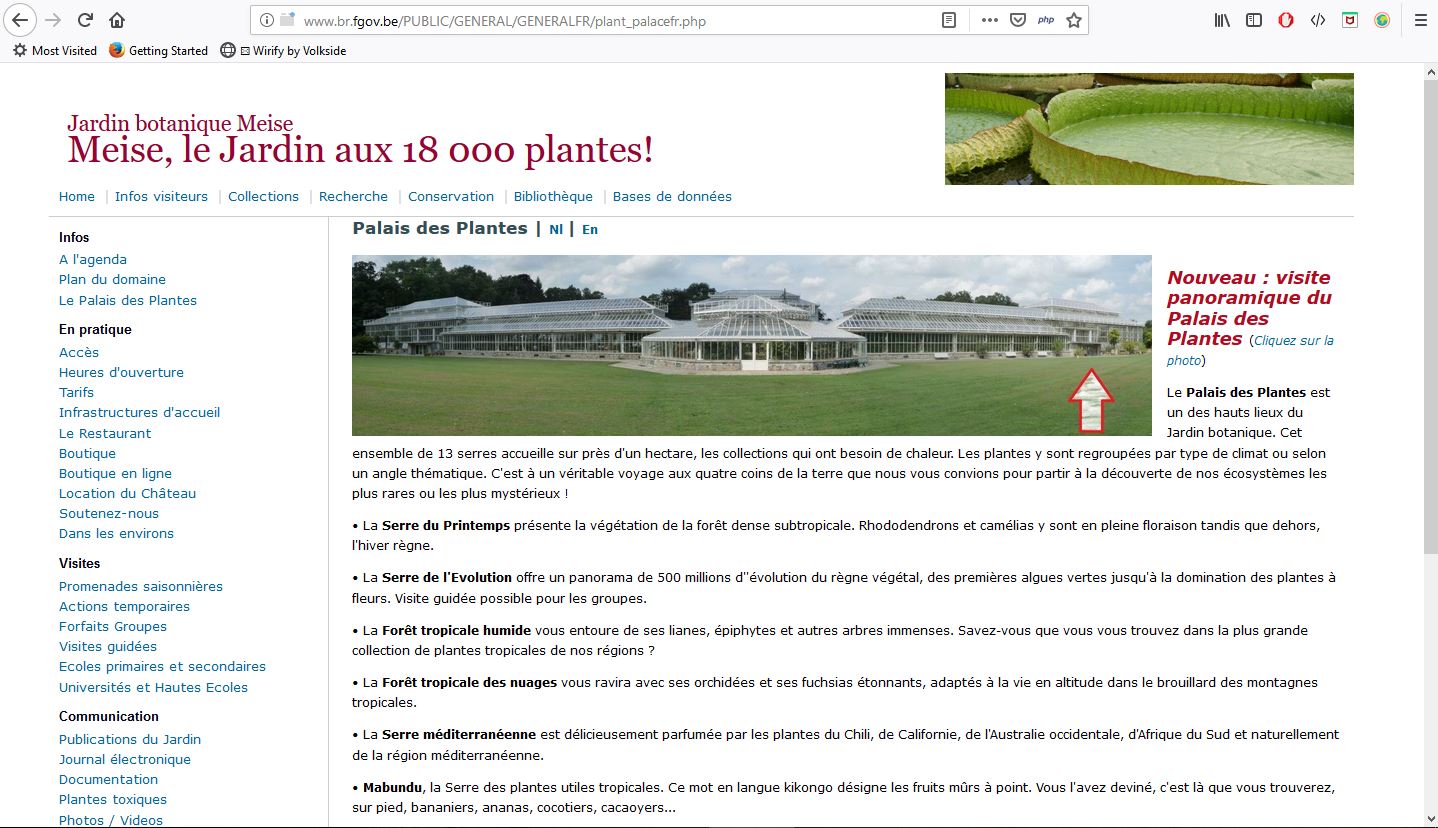 www.br.fgov.be/PUBLIC/GENERAL/GENERALFR/plant_palacefr.php
php
Most Visited
Getting Started
Wirify by Volkside
Jardin botanique Meise
Meise, le Jardin aux 18 000 plantes!
Home | Infos visiteurs | Collections | Recherche | Conservation | Bibliothèque | Bases de données
Infos
A l'agenda
Plan du domaine
Le Palais des Plantes
En pratique
Accès
Heures d'ouverture
Tarifs
Infrastructures d'accueil
Le Restaurant
Boutique
Boutique en ligne
Location du Château
Soutenez-nous
Dans les environs
Visites
Promenades saisonnières
Actions temporaires
Forfaits Groupes
Visites guidées
Ecoles primaires et secondaires
Universités et Hautes Ecoles
Communication
Publications du Jardin
Journal électronique
Documentation
Plantes toxiques
Photos / Videos
Palais des Plantes | Nl | En
Nouveau : visite
panoramique du
Palais des
Plantes (Cliquez sur la
photo)
Le Palais des Plantes est
un des hauts lieux du
Jardin botanique. Cet
ensemble de 13 serres accueille sur près d'un hectare, les collections qui ont besoin de chaleur. Les plantes y sont regroupées par type de climat ou selon
un angle thématique. C'est à un véritable voyage aux quatre coins de la terre que nous vous convions pour partir à la découverte de nos écosystèmes les
plus rares ou les plus mystérieux !
• La Serre du Printemps présente la végétation de la forêt dense subtropicale. Rhododendrons et camélias y sont en pleine floraison tandis que dehors,
l'hiver règne.
• La Serre de l'Evolution offre un panorama de 500 millions d''évolution du règne végétal, des premières algues vertes jusqu'à la domination des plantes à
fleurs. Visite guidée possible pour les groupes.
• La Forêt tropicale humide vous entoure de ses lianes, épiphytes et autres arbres immenses. Savez-vous que vous vous trouvez dans la plus grande
collection de plantes tropicales de nos régions ?
• La Forêt tropicale des nuages vous ravira avec ses orchidées et ses fuchsias étonnants, adaptés à la vie en altitude dans le brouillard des montagnes
tropicales.
• La Serre méditerranéenne est délicieusement parfumée par les plantes du Chili, de Californie, de l'Australie occidentale, d'Afrique du Sud et naturellement
de la région méditerranéenne.
• Mabundu, la Serre des plantes utiles tropicales. Ce mot en langue kikongo désigne les fruits mûrs à point. Vous l'avez deviné, c'est là que vous trouverez,
sur pied, bananiers, ananas, cocotiers, cacaoyers...